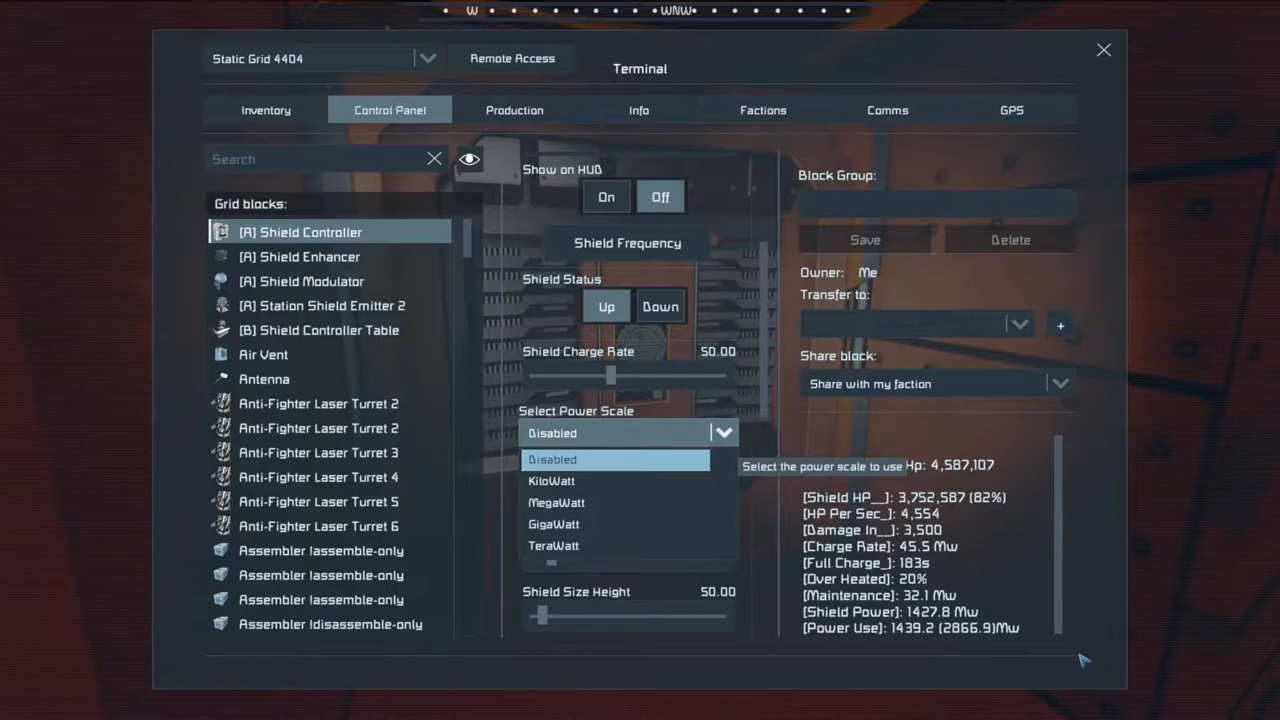 W
WNW
Static Grid 4404
Remote Access
Terminal
Inventory
Control Panel
Production
Info
Factions
Comms
GPS
Search
Grid blocks:
[A] Shield Controller
[A] Shield Enhancer
[A] Shield Modulator
[A] Station Shield Emitter 2
[B] Shield Controller Table
Air Vent
Antenna
Anti-Fighter Laser Turret 2
Anti-Fighter Laser Turret 2
Anti-Fighter Laser Turret 3
Anti-Fighter Laser Turret 4
Anti-Fighter Laser Turret 5
Anti-Fighter Laser Turret 6
Assembler !assemble-only
Assembler !assemble-only
Assembler !assemble-only
Assembler !disassemble-only
Show on HUD
On
Off
Shield Frequency
Shield Status
Up
Down
Shield Charge Rate
50.00
Select Power Scale
Disabled
Disabled
KiloWatt
MegaWatt
GigaWatt
TeraWatt
Select the power scale to use
Shield Size Height
50.00
Block Group:
Save
Delete
Owner: Me
Transfer to:
+
Share block:
Share with my faction
Hp: 4,587,107
[Shield HP__]: 3,752,587 (82%)
[HP Per Sec_]: 4,554
[Damage In__]: 3,500
[Charge Rate]: 45.5 Mw
[Full Charge_]: 183s
[Over Heated]: 20%
[Maintenance]: 32.1 Mw
[Shield Power]: 1427.8 Mw
[Power Use]: 1439.2 (2866.9)Mw